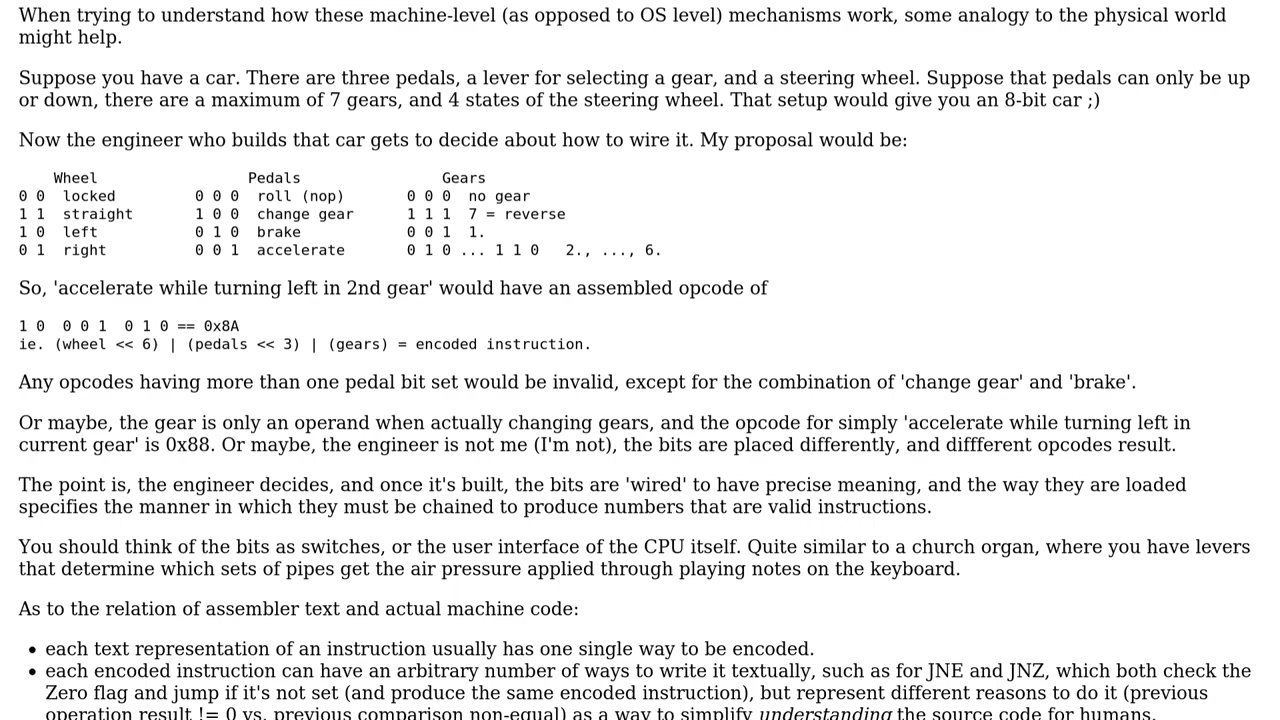 When trying to understand how these machine-level (as opposed to OS level) mechanisms work, some analogy to the physical world
might help.
Suppose you have a car. There are three pedals, a lever for selecting a gear, and a steering wheel. Suppose that pedals can only be up
or down, there are a maximum of 7 gears, and 4 states of the steering wheel. That setup would give you an 8-bit car ;)
Now the engineer who builds that car gets to decide about how to wire it. My proposal would be:
Wheel Pedals Gears
0 0 locked 0 0 0 roll (nop) 0 0 0 no gear
1 1 straight 1 0 0 change gear 1 1 1 7 = reverse
1 0 left 0 1 0 brake 0 0 1 1.
0 1 right 0 0 1 accelerate 0 1 0 ... 1 1 0 2., ..., 6.
So, 'accelerate while turning left in 2nd gear' would have an assembled opcode of
1 0 0 0 1 0 1 0 == 0x8A
ie. (wheel << 6) | (pedals << 3) | (gears) = encoded instruction.
Any opcodes having more than one pedal bit set would be invalid, except for the combination of 'change gear' and 'brake'.
Or maybe, the gear is only an operand when actually changing gears, and the opcode for simply 'accelerate while turning left in
current gear' is 0x88. Or maybe, the engineer is not me (I'm not), the bits are placed differently, and diffferent opcodes result.
The point is, the engineer decides, and once it's built, the bits are 'wired' to have precise meaning, and the way they are loaded
specifies the manner in which they must be chained to produce numbers that are valid instructions.
You should think of the bits as switches, or the user interface of the CPU itself. Quite similar to a church organ, where you have levers
that determine which sets of pipes get the air pressure applied through playing notes on the keyboard.
As to the relation of assembler text and actual machine code:
• each text representation of an instruction usually has one single way to be encoded.
• each encoded instruction can have an arbitrary number of ways to write it textually, such as for JNE and JNZ, which both check the
Zero flag and jump if it's not set (and produce the same encoded instruction), but represent different reasons to do it (previous
operation result != 0 vs. previous comparison non-equal) as a way to simplify understanding the source code for humans.